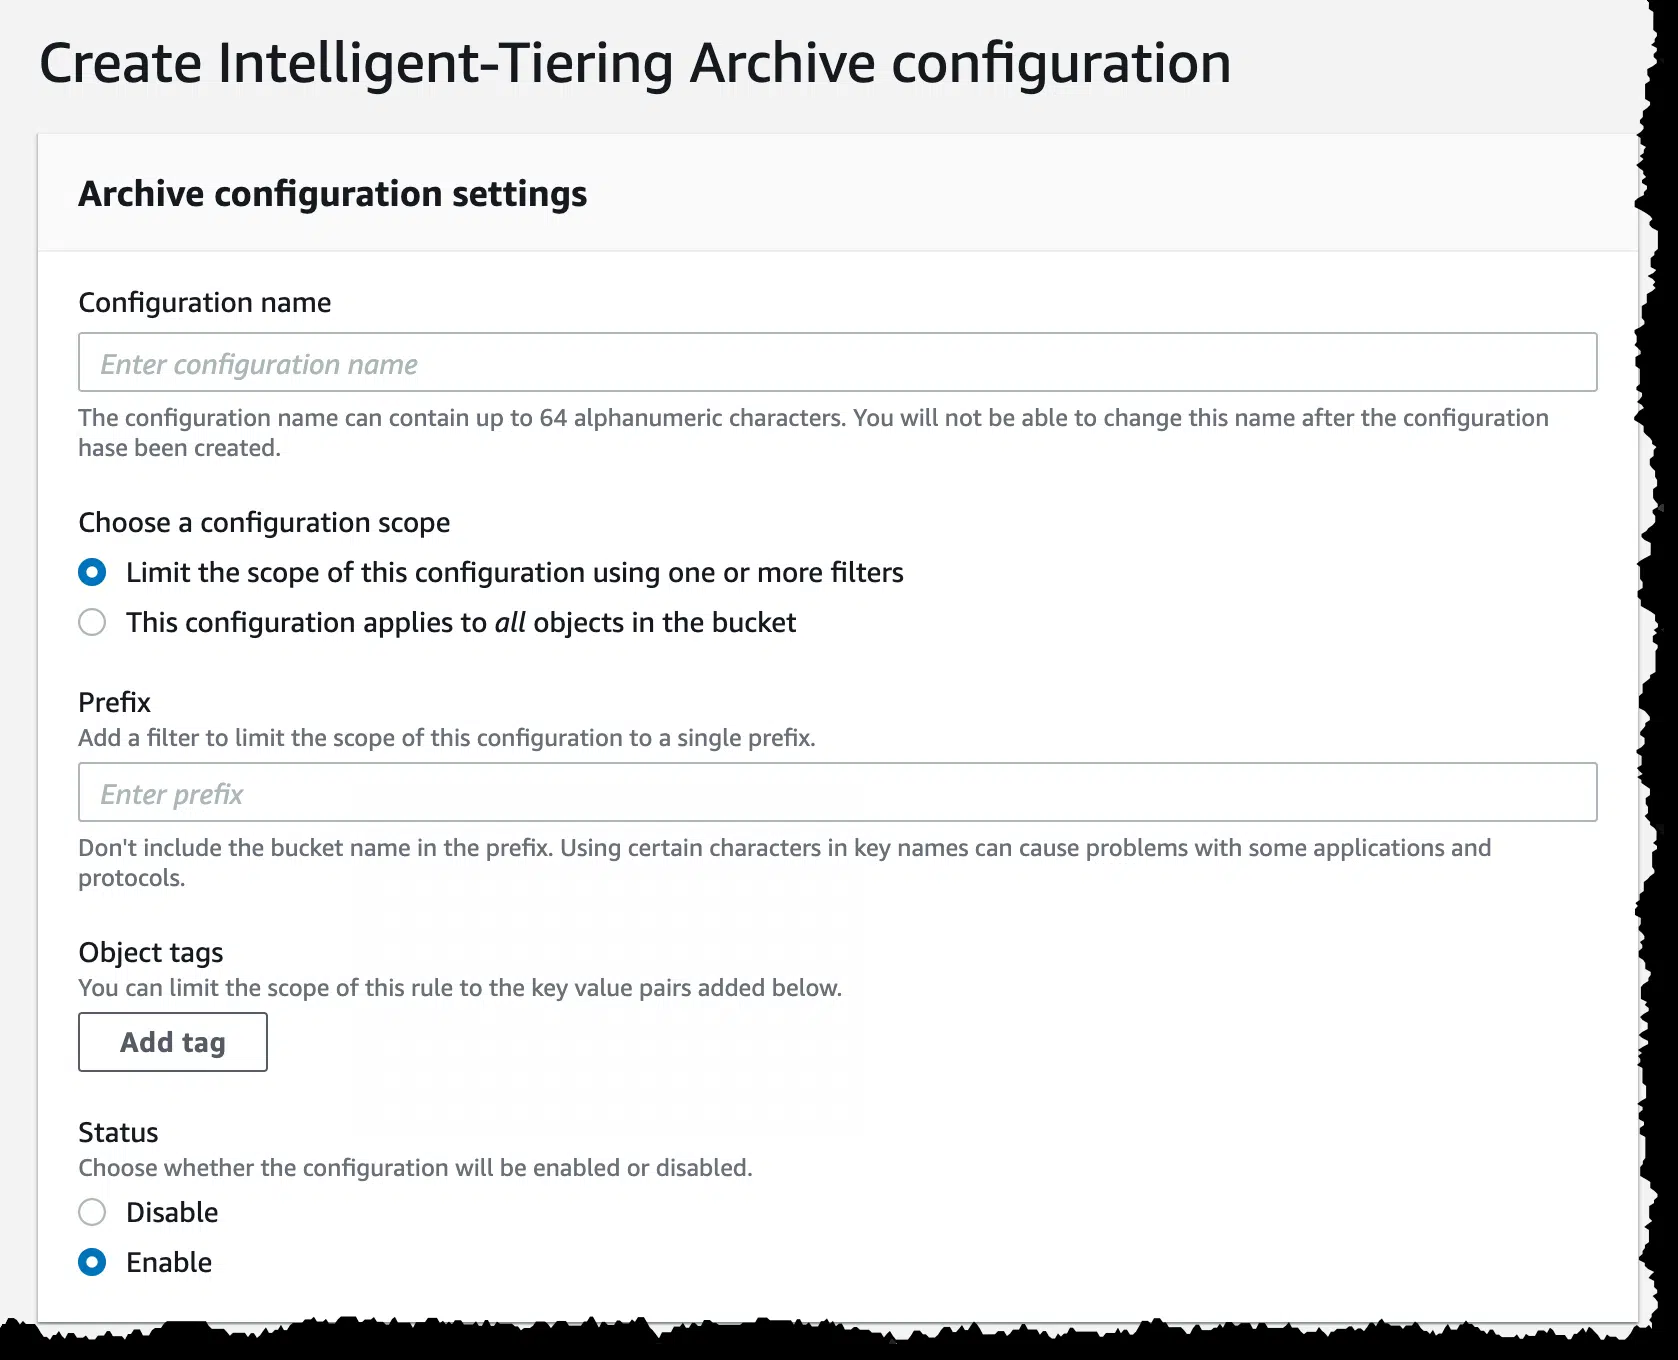 Create Intelligent-Tiering Archive configuration
Archive configuration settings
Configuration name
Enter configuration name
The configuration name can contain up to 64 alphanumeric characters. You will not be able to change this name after the configuration
hase been created.
Choose a configuration scope
Limit the scope of this configuration using one or more filters
This configuration applies to all objects in the bucket
Prefix
Add a filter to limit the scope of this configuration to a single prefix.
Enter prefix
Don't include the bucket name in the prefix. Using certain characters in key names can cause problems with some applications and
protocols.
Object tags
You can limit the scope of this rule to the key value pairs added below.
Add tag
Status
Choose whether the configuration will be enabled or disabled.
Disable
Enable